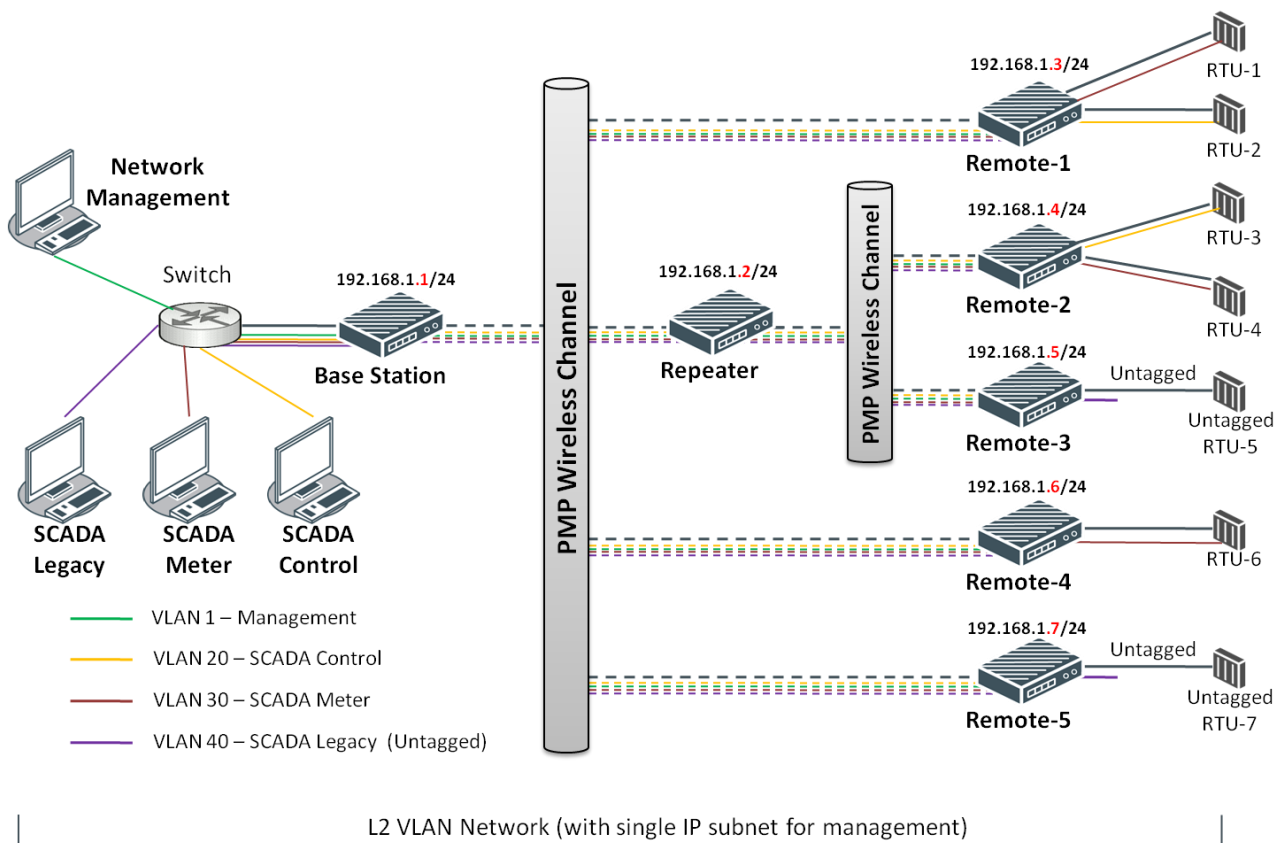 192.168.1.3/24
RTU-1
Remote-1
RTU-2
Network
Management
Switch
192.168.1.1/24
Base Station
PMP Wireless Channel
192.168.1.2/24
Repeater
PMP Wireless Channel
192.168.1.4/24
Remote-2
RTU-3
RTU-4
192.168.1.5/24
Remote-3
Untagged
Untagged
RTU-5
192.168.1.6/24
Remote-4
RTU-6
192.168.1.7/24
Remote-5
Untagged
Untagged
RTU-7
SCADA
Legacy
SCADA
Meter
SCADA
Control
VLAN 1 – Management
VLAN 20 – SCADA Control
VLAN 30 – SCADA Meter
VLAN 40 – SCADA Legacy (Untagged)
L2 VLAN Network (with single IP subnet for management)